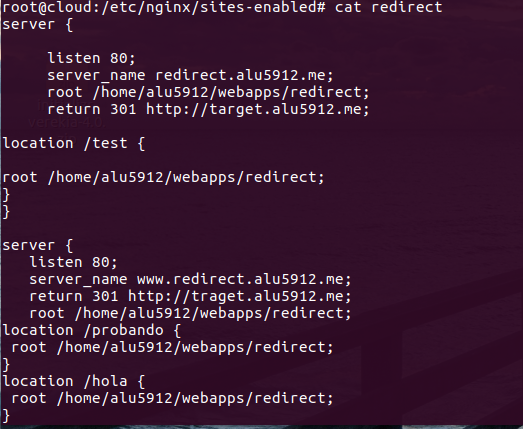 root@cloud:/etc/nginx/sites-enabled# cat redirect
server {
listen 80;
server_name redirect.alu5912.me;
root /home/alu5912/webapps/redirect;
return 301 http://target.alu5912.me;
location /test {
root /home/alu5912/webapps/redirect;
}
}
server {
listen 80;
server_name www.redirect.alu5912.me;
return 301 http://traget.alu5912.me;
root /home/alu5912/webapps/redirect;
location /probando {
root /home/alu5912/webapps/redirect;
}
location /hola {
root /home/alu5912/webapps/redirect;
}